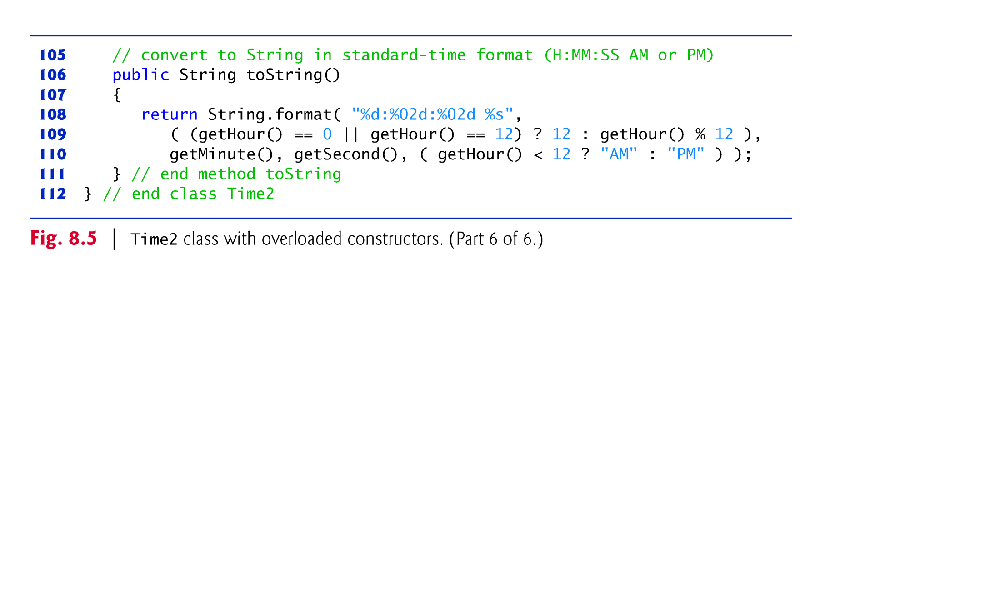 105     // convert to String in standard-time format (H:MM:SS AM or PM)
106     public String toString()
107     {
108        return String.format( "%d:%02d:%02d %s",
109           ( (getHour() == 0 || getHour() == 12) ? 12 : getHour() % 12 ),
110           getMinute(), getSecond(), ( getHour() < 12 ? "AM" : "PM" ) );
111     } // end method toString
112  } // end class Time2
Fig. 8.5 | Time2 class with overloaded constructors. (Part 6 of 6.)